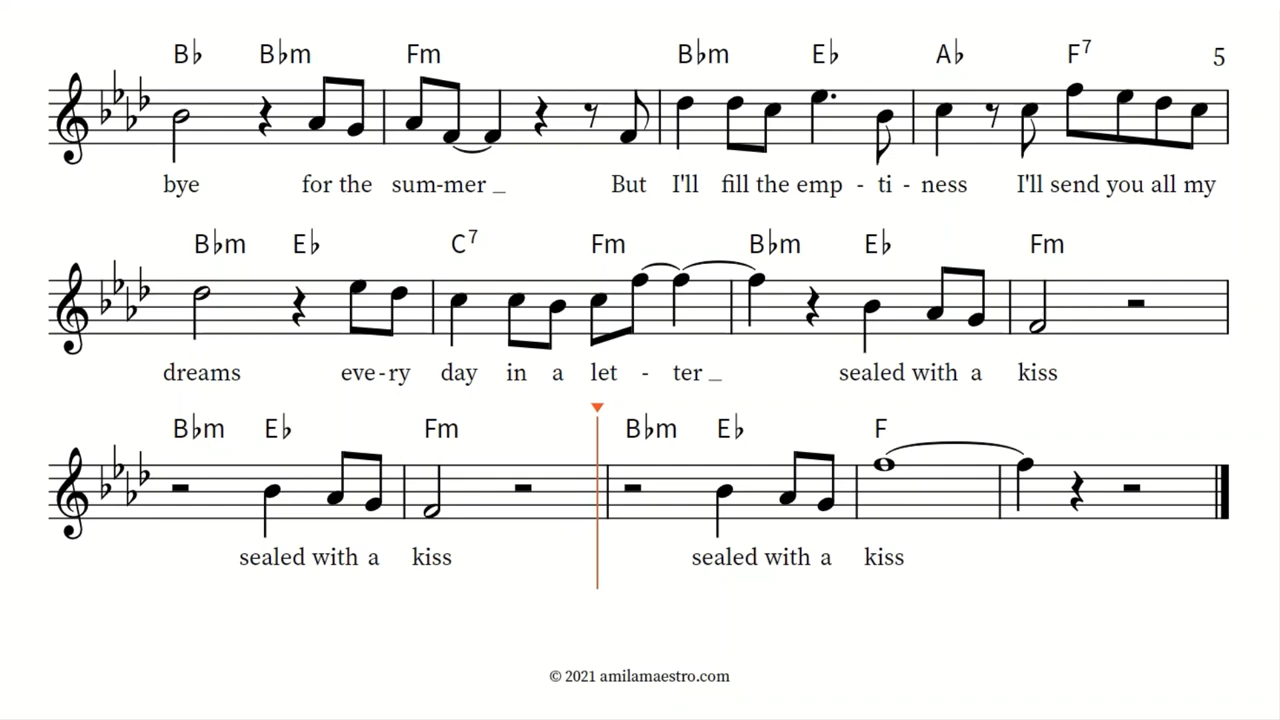 B♭ B♭m Fm B♭m E♭ A♭ F7 5
bye for the sum-mer _ But I'll fill the emp - ti - ness I'll send you all my
B♭m E♭ C7 Fm B♭m E♭ Fm
dreams eve-ry day in a let - ter _ sealed with a kiss
B♭m E♭ Fm B♭m E♭ F
sealed with a kiss sealed with a kiss
© 2021 amilamaestro.com